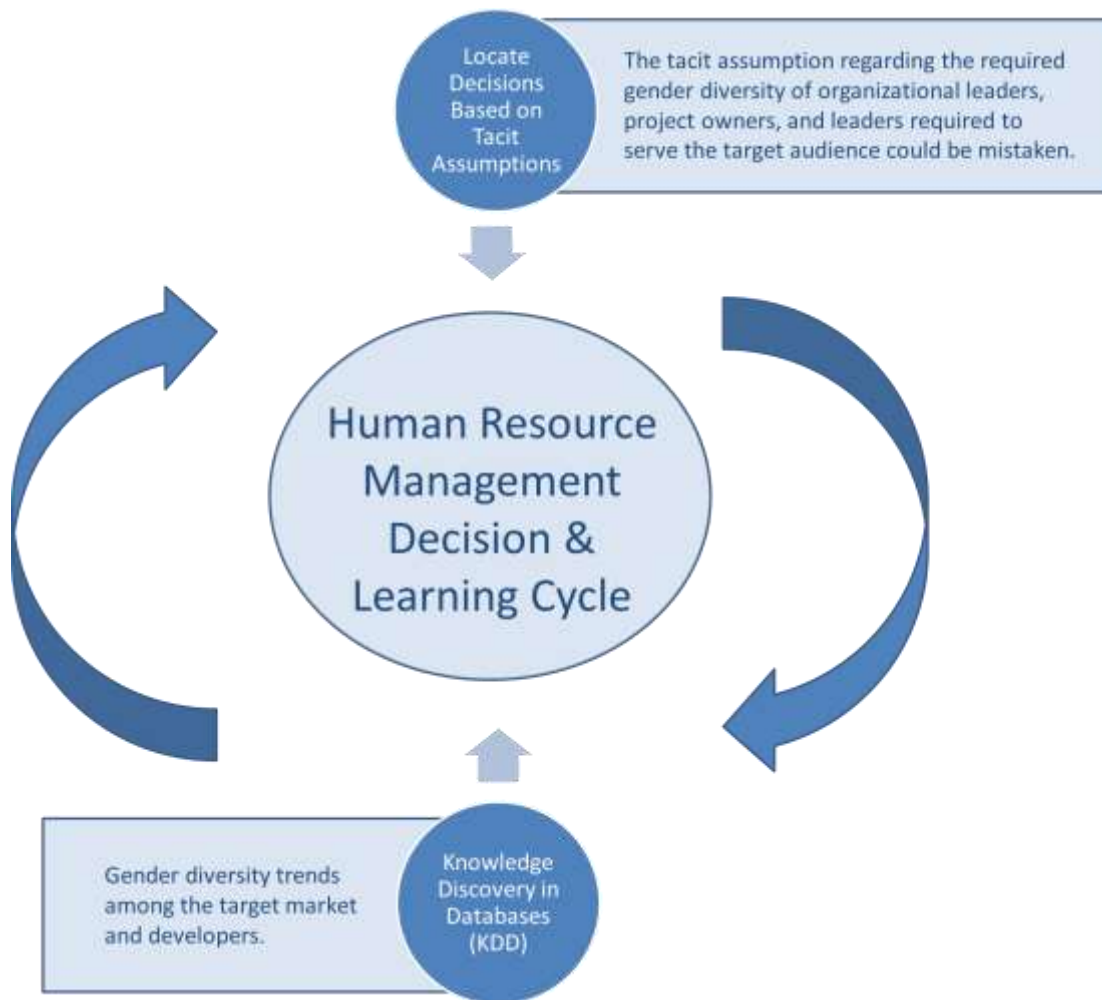 Locate
Decisions
Based on
Tacit
Assumptions
The tacit assumption regarding the required
gender diversity of organizational leaders,
project owners, and leaders required to
serve the target audience could be mistaken.
Human Resource
Management
Decision &
Learning Cycle
Gender diversity trends
among the target market
and developers.
Knowledge
Discovery in
Databases
(KDD)